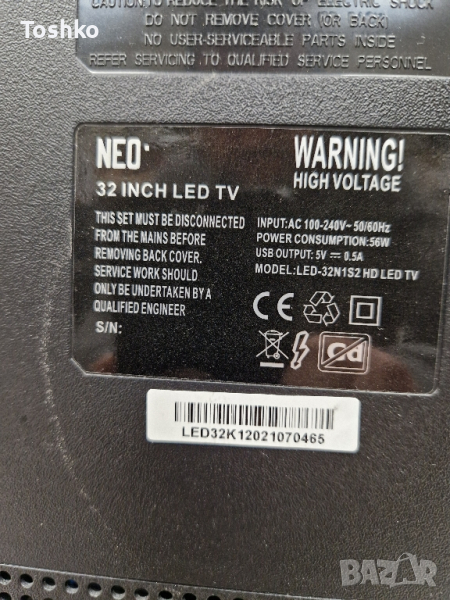 Toshko
REDUCE THE RISK OF ELECTRIC SHOCK
DO NOT REMOVE COVER (OR BACK)
NO USER-SERVICEABLE PARTS INSIDE
REFER SERVICING TO QUALIFIED SERVICE PERSONNEL
NEO
32 INCH LED TV
THIS SET MUST BE DISCONNECTED
FROM THE MAINS BEFORE
REMOVING BACK COVER.
SERVICE WORK SHOULD
ONLY BE UNDERTAKEN BY A
QUALIFIED ENGINEER
S/N:
WARNING!
HIGH VOLTAGE
INPUT:AC 100-240V~ 50/60Hz
POWER CONSUMPTION:56W
USB OUTPUT: 5V ⎓ 0.5A
MODEL:LED-32N1S2 HD LED TV
CE
Pb
LED32K12021070465
BAZAR